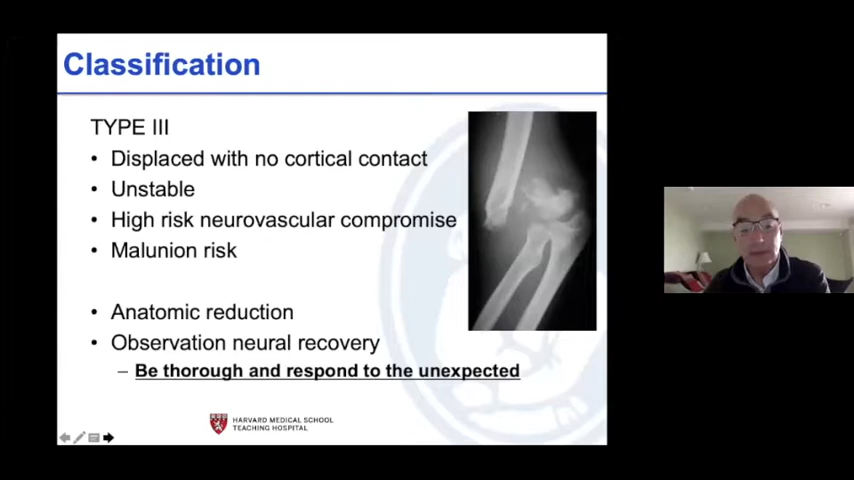 Classification
TYPE III
• Displaced with no cortical contact
• Unstable
• High risk neurovascular compromise
• Malunion risk
• Anatomic reduction
• Observation neural recovery
– Be thorough and respond to the unexpected
HARVARD MEDICAL SCHOOL
TEACHING HOSPITAL